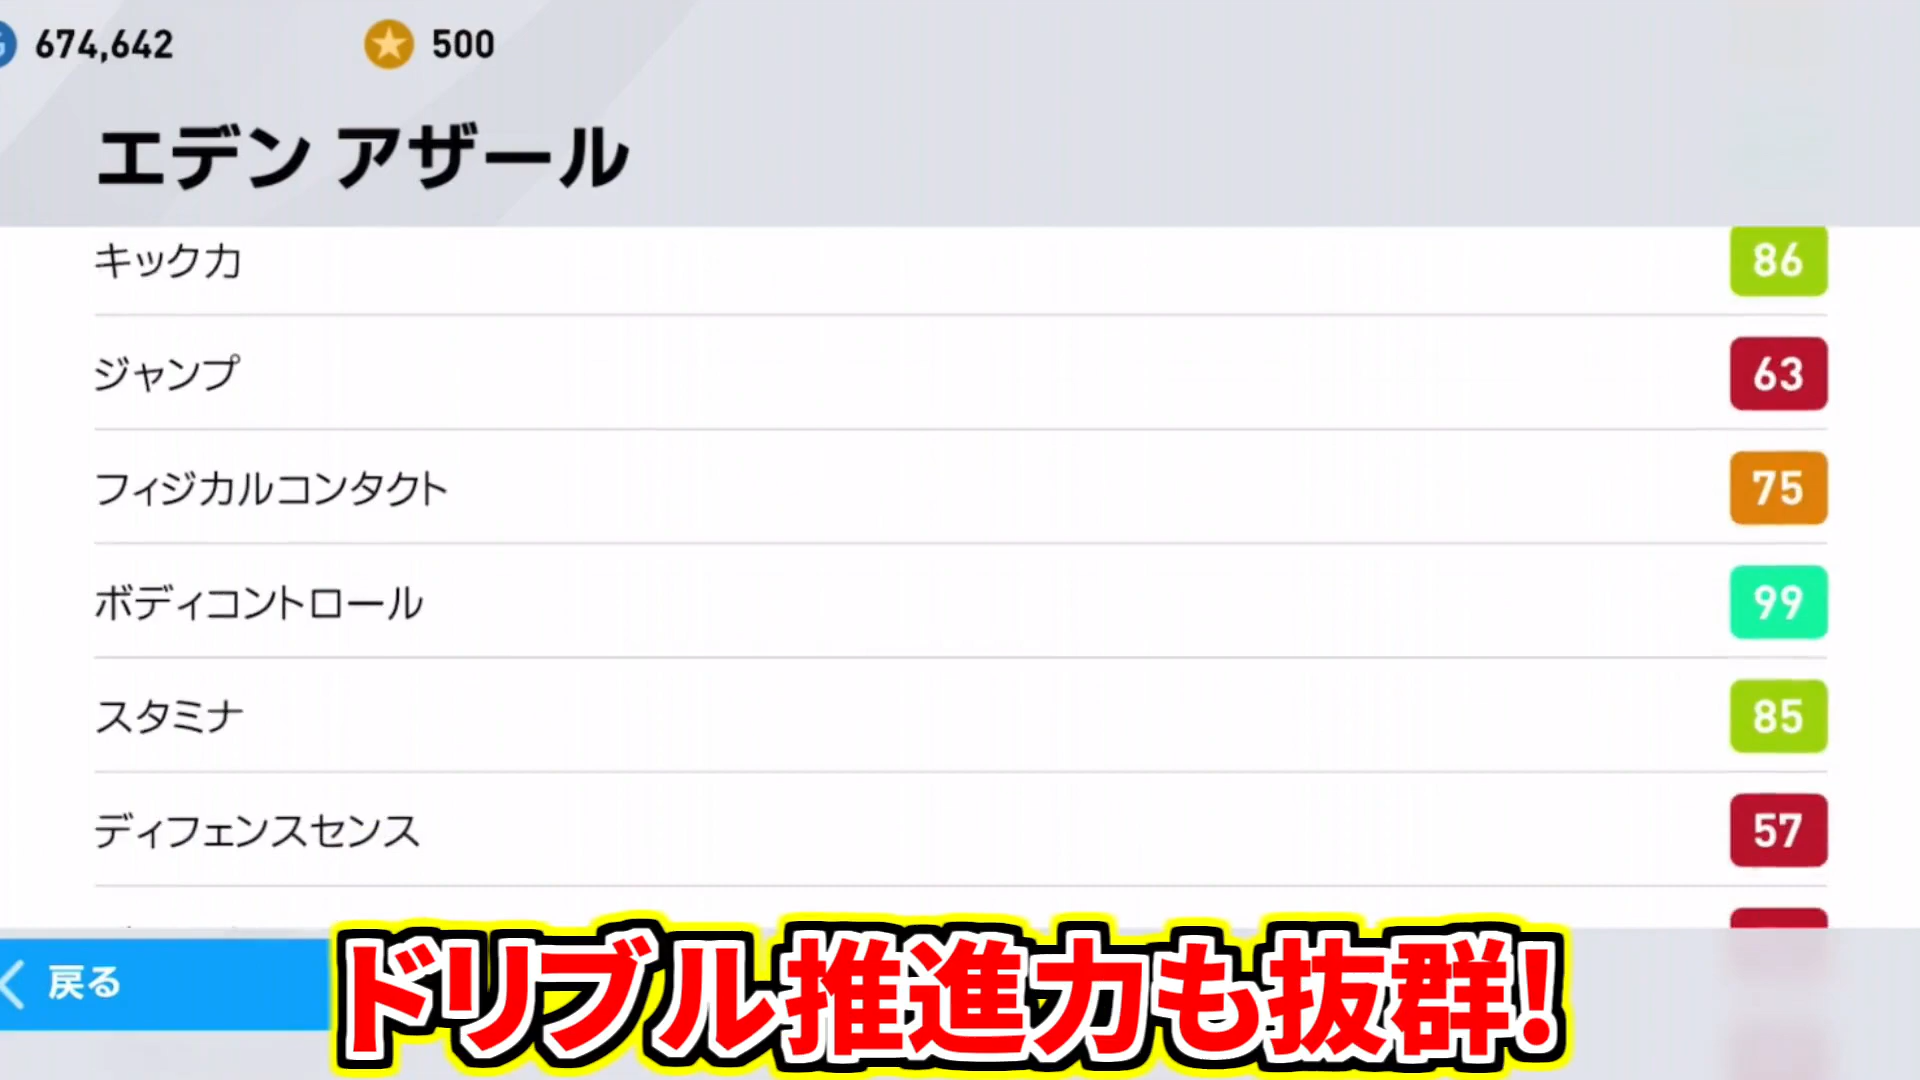 674,642
500
エデン アザール
キック力 86
ジャンプ 63
フィジカルコンタクト 75
ボディコントロール 99
スタミナ 85
ディフェンスセンス 57
戻る
ドリブル推進力も抜群!